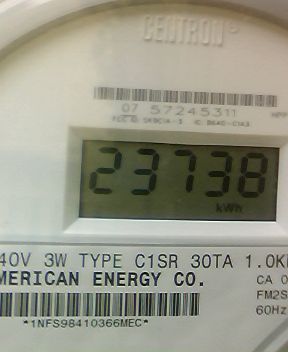 CENTRON
07 57245311
23738
kWh
40V 3W TYPE C1SR 30TA 1.0K
MERICAN ENERGY CO.
CA 0
FM2S
60Hz
*1NFS98410366MEC*